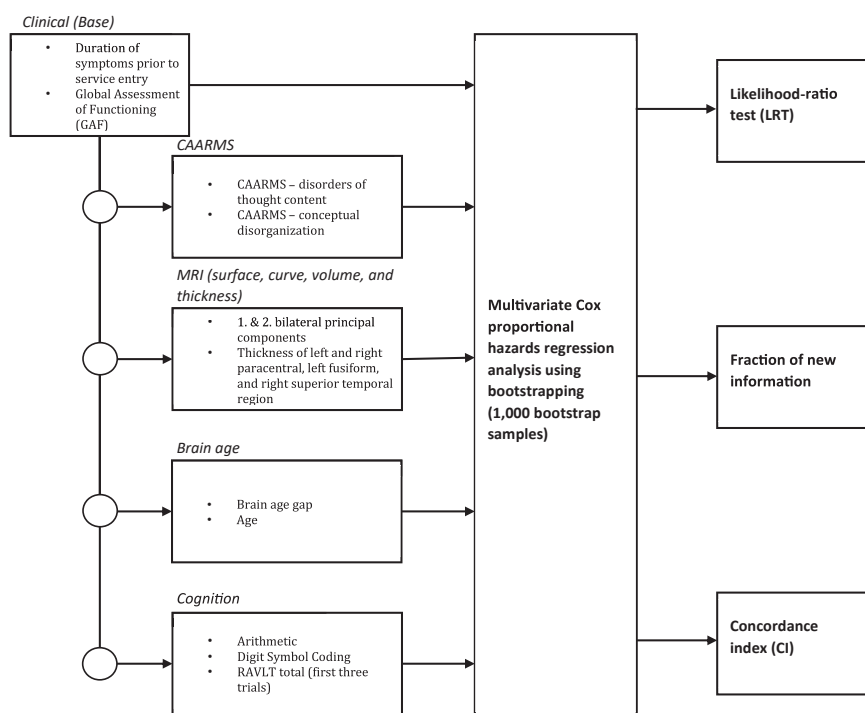 Clinical (Base)
• Duration of
symptoms prior to
service entry
• Global Assessment
of Functioning
(GAF)
CAARMS
• CAARMS – disorders of
thought content
• CAARMS – conceptual
disorganization
MRI (surface, curve, volume, and
thickness)
• 1. & 2. bilateral principal
components
• Thickness of left and right
paracentral, left fusiform,
and right superior temporal
region
Brain age
• Brain age gap
• Age
Cognition
• Arithmetic
• Digit Symbol Coding
• RAVLT total (first three
trials)
Multivariate Cox
proportional
hazards regression
analysis using
bootstrapping
(1,000 bootstrap
samples)
Likelihood-ratio
test (LRT)
Fraction of new
information
Concordance
index (CI)